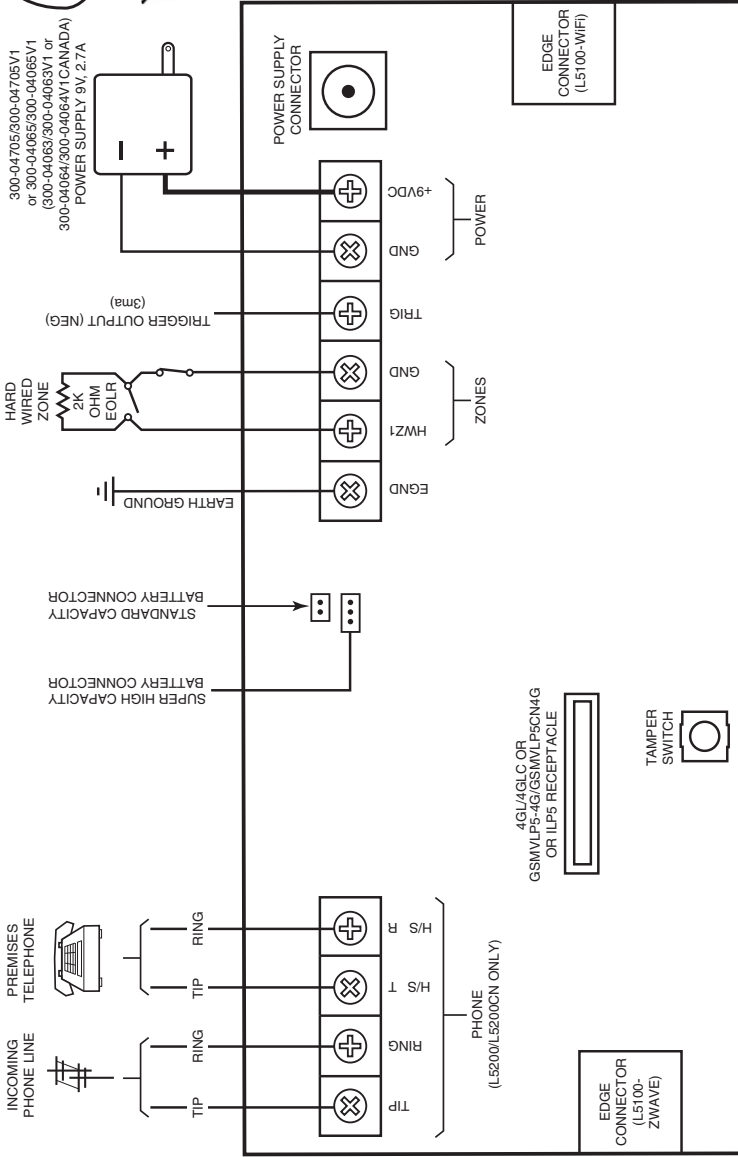 300-04705/300-04705V1
or 300-04065/300-04065V1
(300-04063/300-04063V1 or
300-04064/300-04064V1CANADA)
POWER SUPPLY 9V, 2.7A
POWER SUPPLY
CONNECTOR
EDGE
CONNECTOR
(L5100-WiFi)
+9VDC
GND
POWER
TRIGGER OUTPUT (NEG)
(3ma)
TRIG
HARD
WIRED
ZONE
2K
OHM
EOLR
GND
HWZ1
ZONES
EARTH GROUND
EGND
STANDARD CAPACITY
BATTERY CONNECTOR
SUPER HIGH CAPACITY
BATTERY CONNECTOR
4GL/4GLC OR
GSMVLP5-4G/GSMVLP5CN4G
OR ILP5 RECEPTACLE
TAMPER
SWITCH
PREMISES
TELEPHONE
RING
TIP
INCOMING
PHONE LINE
RING
TIP
H/S R
H/S T
RING
TIP
PHONE
(L5200/L5200CN ONLY)
EDGE
CONNECTOR
(L5100-
ZWAVE)